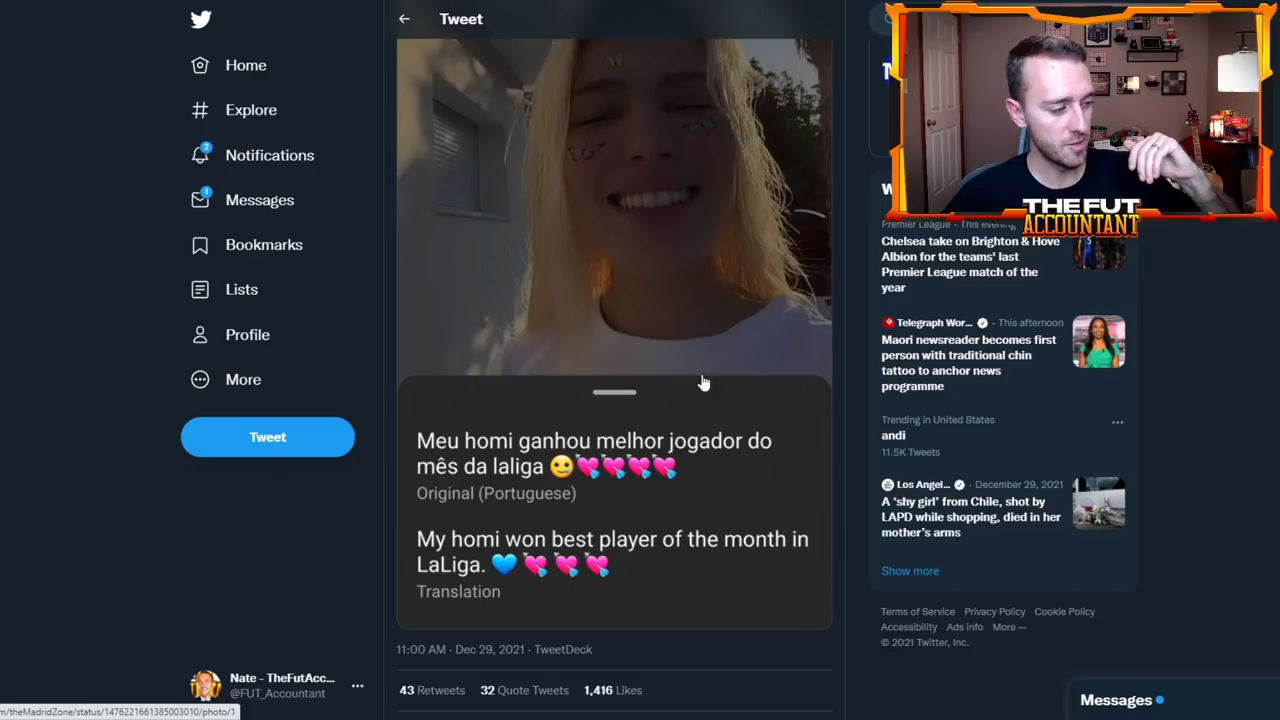 Tweet
Home
Explore
2
Notifications
1
Messages
Bookmarks
Lists
Profile
More
Tweet
Nate - TheFutAcc...
@FUT_Accountant
m/theMadridZone/status/1476221661385003010/photo/1
Meu homi ganhou melhor jogador do
mês da laliga 🥲💘💘💘💘
Original (Portuguese)
My homi won best player of the month in
LaLiga. 💙💘💘💘
Translation
11:00 AM · Dec 29, 2021 · TweetDeck
43 Retweets 32 Quote Tweets 1,416 Likes
THE FUT
ACCOUNTANT
Premier League · This evening
Chelsea take on Brighton & Hove
Albion for the teams' last
Premier League match of the
year
Telegraph Wor... · This afternoon
Maori newsreader becomes first
person with traditional chin
tattoo to anchor news
programme
Trending in United States
andi
11.5K Tweets
Los Angel... · December 29, 2021
A ‘shy girl’ from Chile, shot by
LAPD while shopping, died in her
mother’s arms
Show more
Terms of Service Privacy Policy Cookie Policy
Accessibility Ads info More ···
© 2021 Twitter, Inc.
Messages